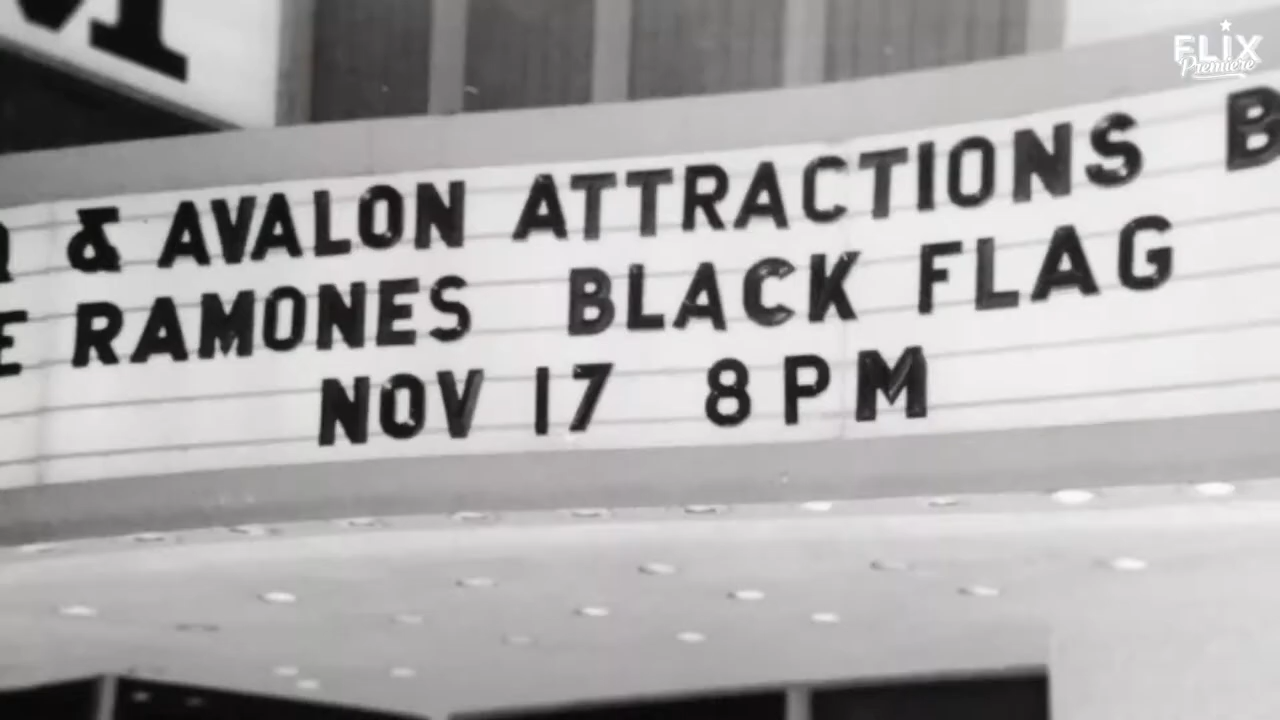 FLIX
Premiere
& AVALON ATTRACTIONS
RAMONES BLACK FLAG
NOV 17 8PM